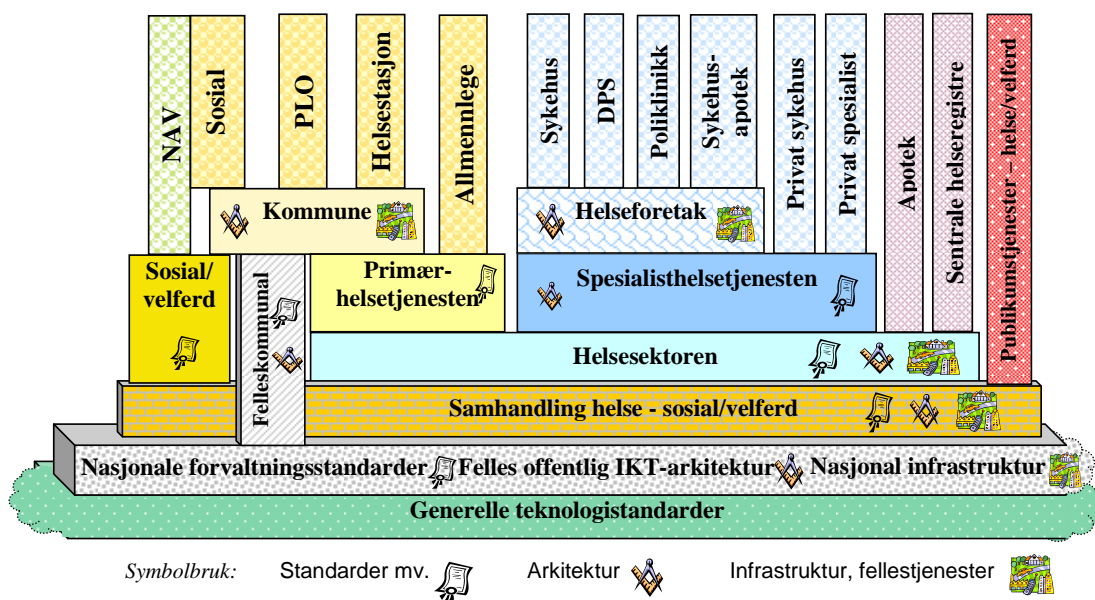 NAV
Sosial
PLO
Helsestasjon
Allmennlege
Sykehus
DPS
Poliklinikk
Sykehus-
apotek
Privat sykehus
Privat spesialist
Apotek
Sentrale helseregistre
Publikumstjenester – helse/velferd
Kommune
Helseforetak
Sosial/
velferd
Felleskommunal
Primær-
helsetjenesten
Spesialisthelsetjenesten
Helsesektoren
Samhandling helse - sosial/velferd
Nasjonale forvaltningsstandarder Felles offentlig IKT-arkitektur Nasjonal infrastruktur
Generelle teknologistandarder
Symbolbruk: Standarder mv. Arkitektur Infrastruktur, fellestjenester